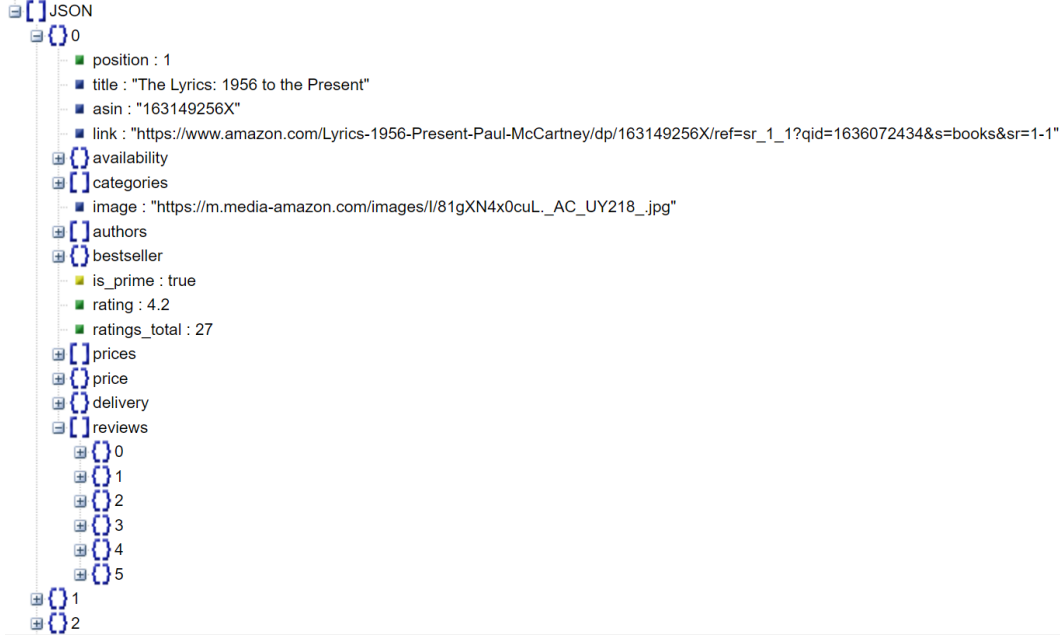 JSON
0
position : 1
title : "The Lyrics: 1956 to the Present"
asin : "163149256X"
link : "https://www.amazon.com/Lyrics-1956-Present-Paul-McCartney/dp/163149256X/ref=sr_1_1?qid=1636072434&s=books&sr=1-1"
availability
categories
image : "https://m.media-amazon.com/images/I/81gXN4x0cuL._AC_UY218_.jpg"
authors
bestseller
is_prime : true
rating : 4.2
ratings_total : 27
prices
price
delivery
reviews
0
1
2
3
4
5
1
2